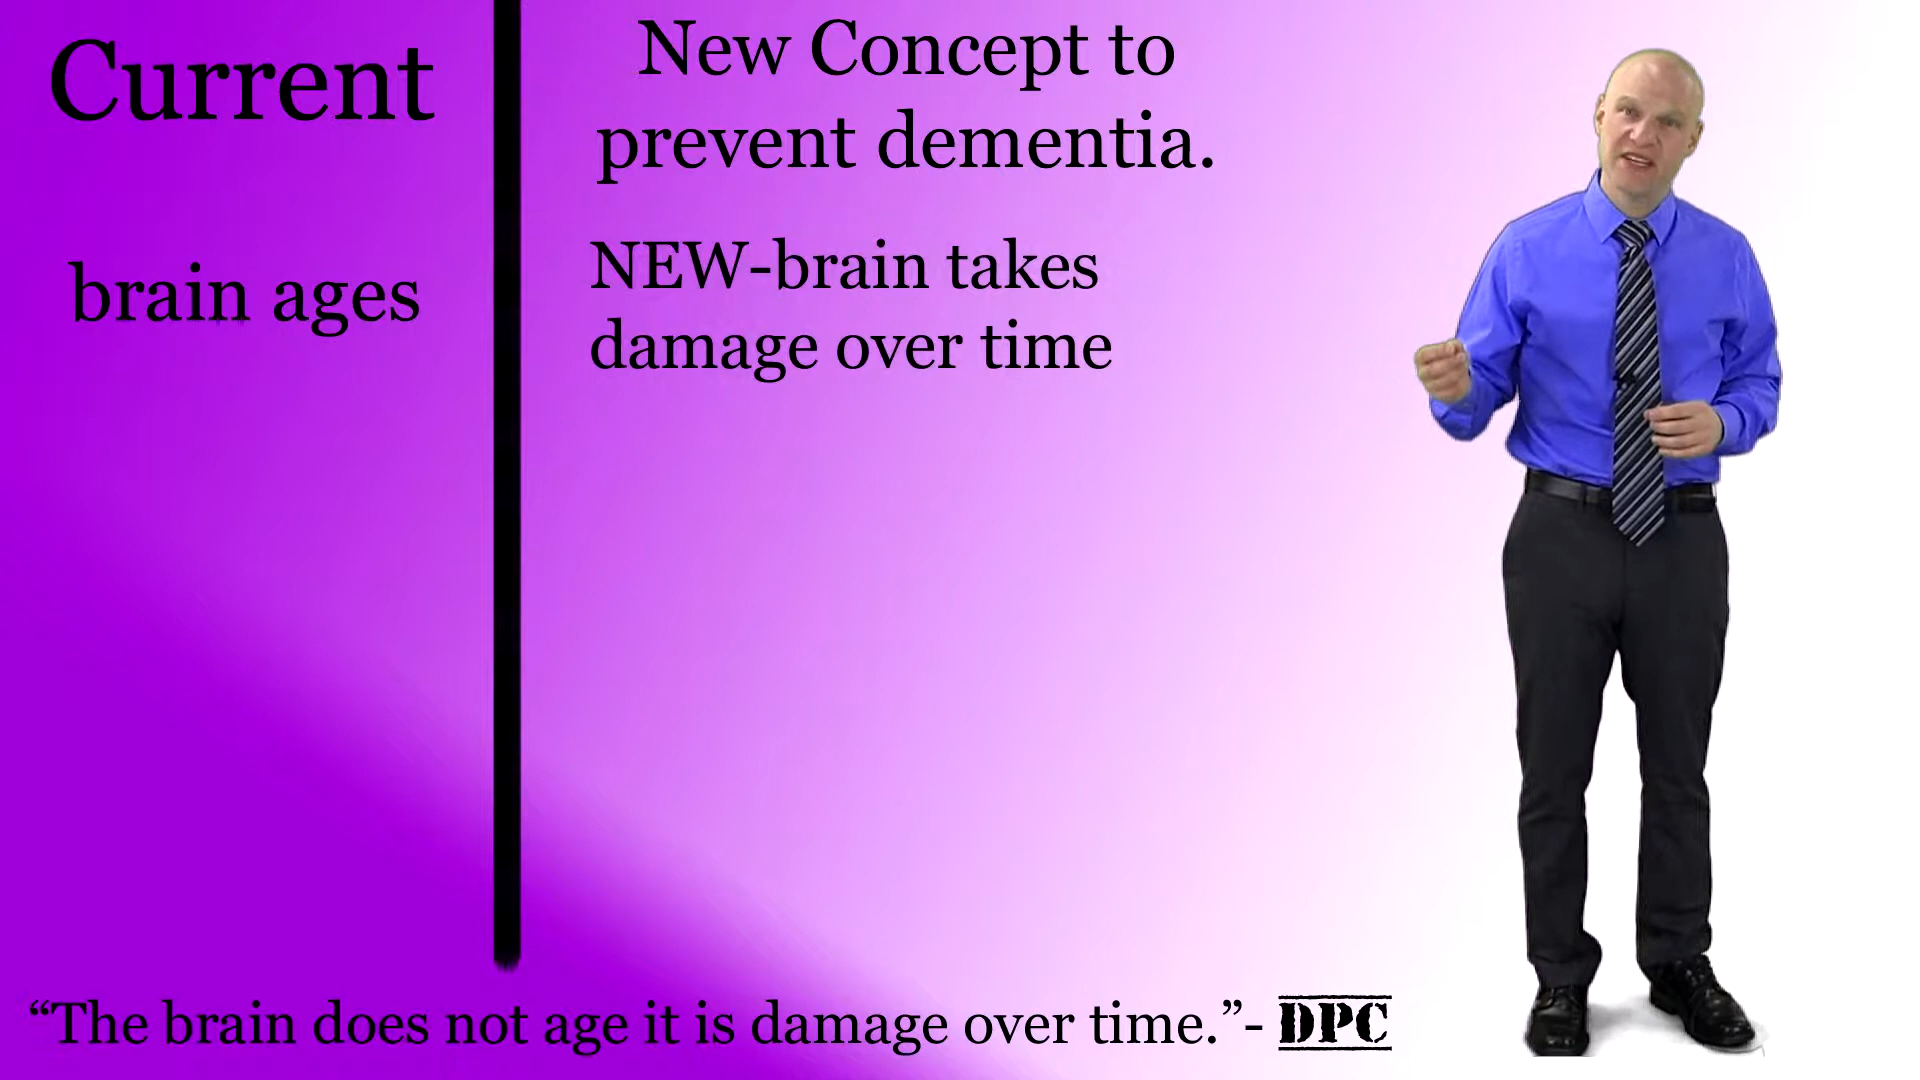 Current
brain ages
New Concept to
prevent dementia.
NEW-brain takes
damage over time
“The brain does not age it is damage over time.”- DPC